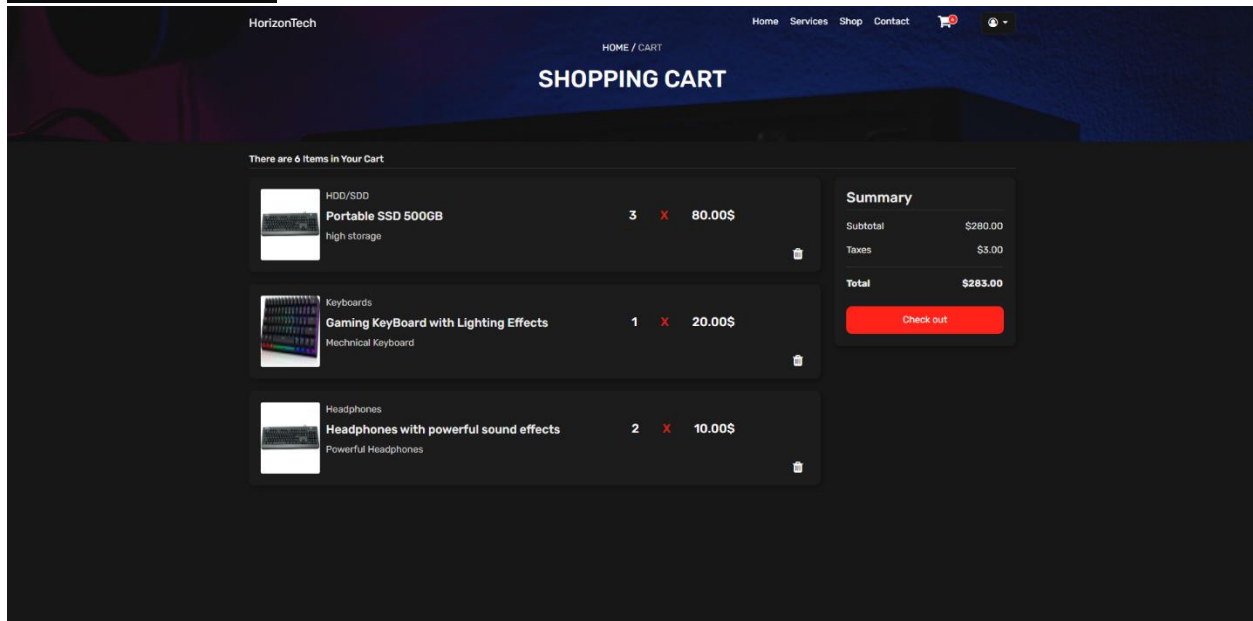 HorizonTech
Home Services Shop Contact
HOME / CART
SHOPPING CART
There are 6 Items in Your Cart
HDD/SDD
Portable SSD 500GB
high storage
3 X 80.00$
Keyboards
Gaming KeyBoard with Lighting Effects
Mechnical Keyboard
1 X 20.00$
Headphones
Headphones with powerful sound effects
Powerful Headphones
2 X 10.00$
Summary
Subtotal $280.00
Taxes $3.00
Total $283.00
Check out